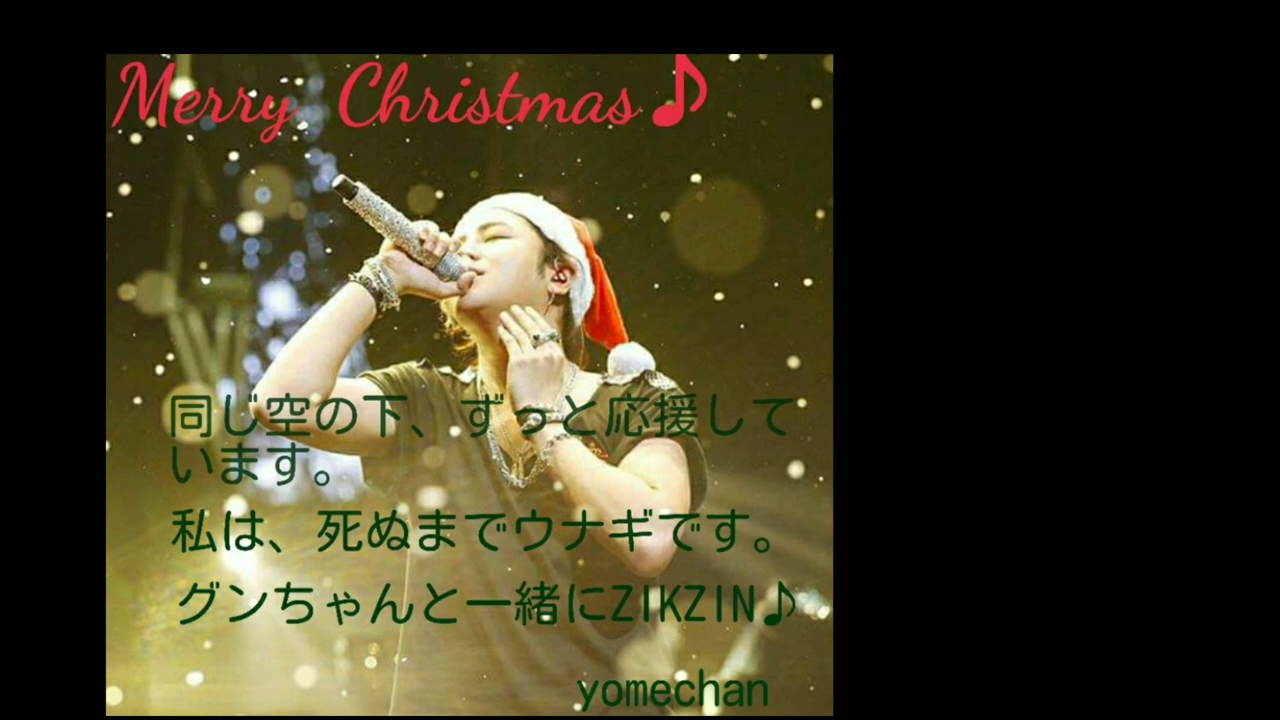 Merry Christmas♪
同じ空の下、ずっと応援して
います。
私は、死ぬまでウナギです。
グンちゃんと一緒にZIKZIN♪
yomechan